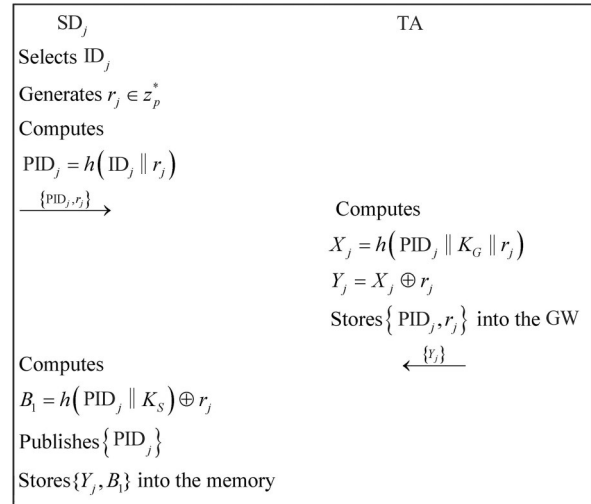 SD_j
TA
Selects ID_j
Generates r_j ∈ z_p^*
Computes
PID_j = h(ID_j ∥ r_j)
{PID_j, r_j}
Computes
X_j = h(PID_j ∥ K_G ∥ r_j)
Y_j = X_j ⊕ r_j
Stores{PID_j, r_j} into the GW
Computes
{Y_j}
B_1 = h(PID_j ∥ K_S) ⊕ r_j
Publishes{PID_j}
Stores{Y_j, B_1} into the memory